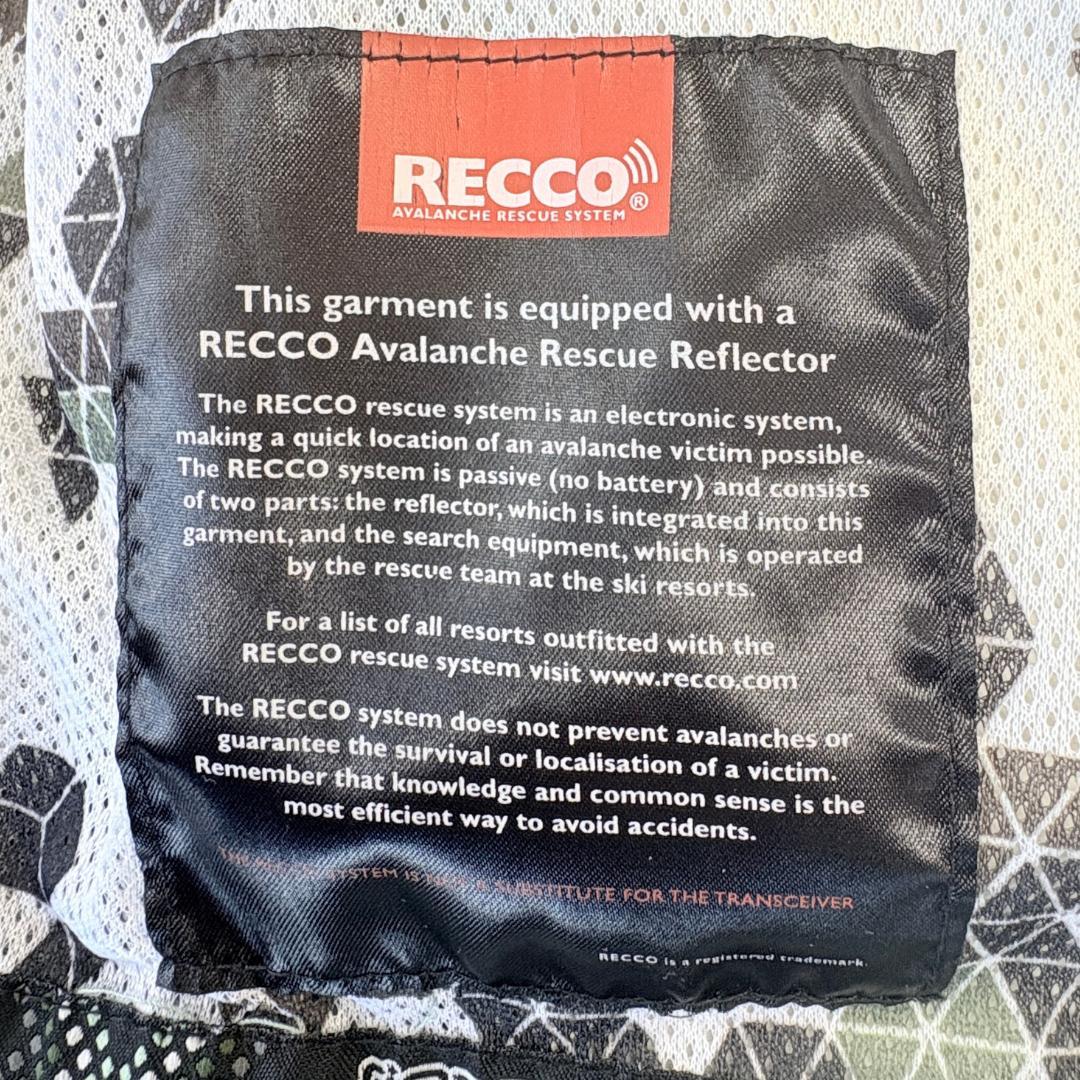 RECCO®
AVALANCHE RESCUE SYSTEM
This garment is equipped with a
RECCO Avalanche Rescue Reflector
The RECCO rescue system is an electronic system,
making a quick location of an avalanche victim possible.
The RECCO system is passive (no battery) and consists
of two parts: the reflector, which is integrated into this
garment, and the search equipment, which is operated
by the rescue team at the ski resorts.
For a list of all resorts outfitted with the
RECCO rescue system visit www.recco.com
The RECCO system does not prevent avalanches or
guarantee the survival or localisation of a victim.
Remember that knowledge and common sense is the
most efficient way to avoid accidents.
THE RECCO SYSTEM IS NOT A SUBSTITUTE FOR THE TRANSCEIVER
RECCO is a registered trademark.